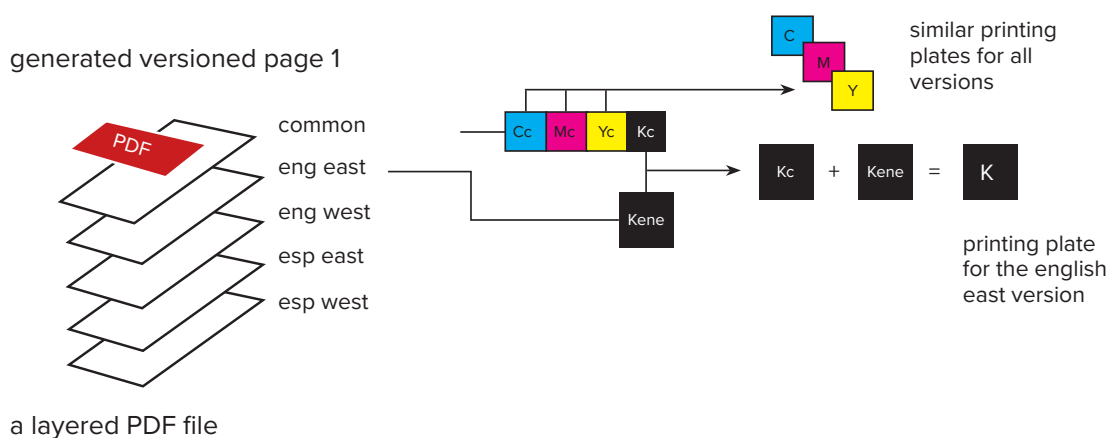 generated versioned page 1
PDF
common
eng east
eng west
esp east
esp west
a layered PDF file
Cc Mc Yc Kc
Kene
C
M
Y
similar printing
plates for all
versions
Kc + Kene = K
printing plate
for the english
east version